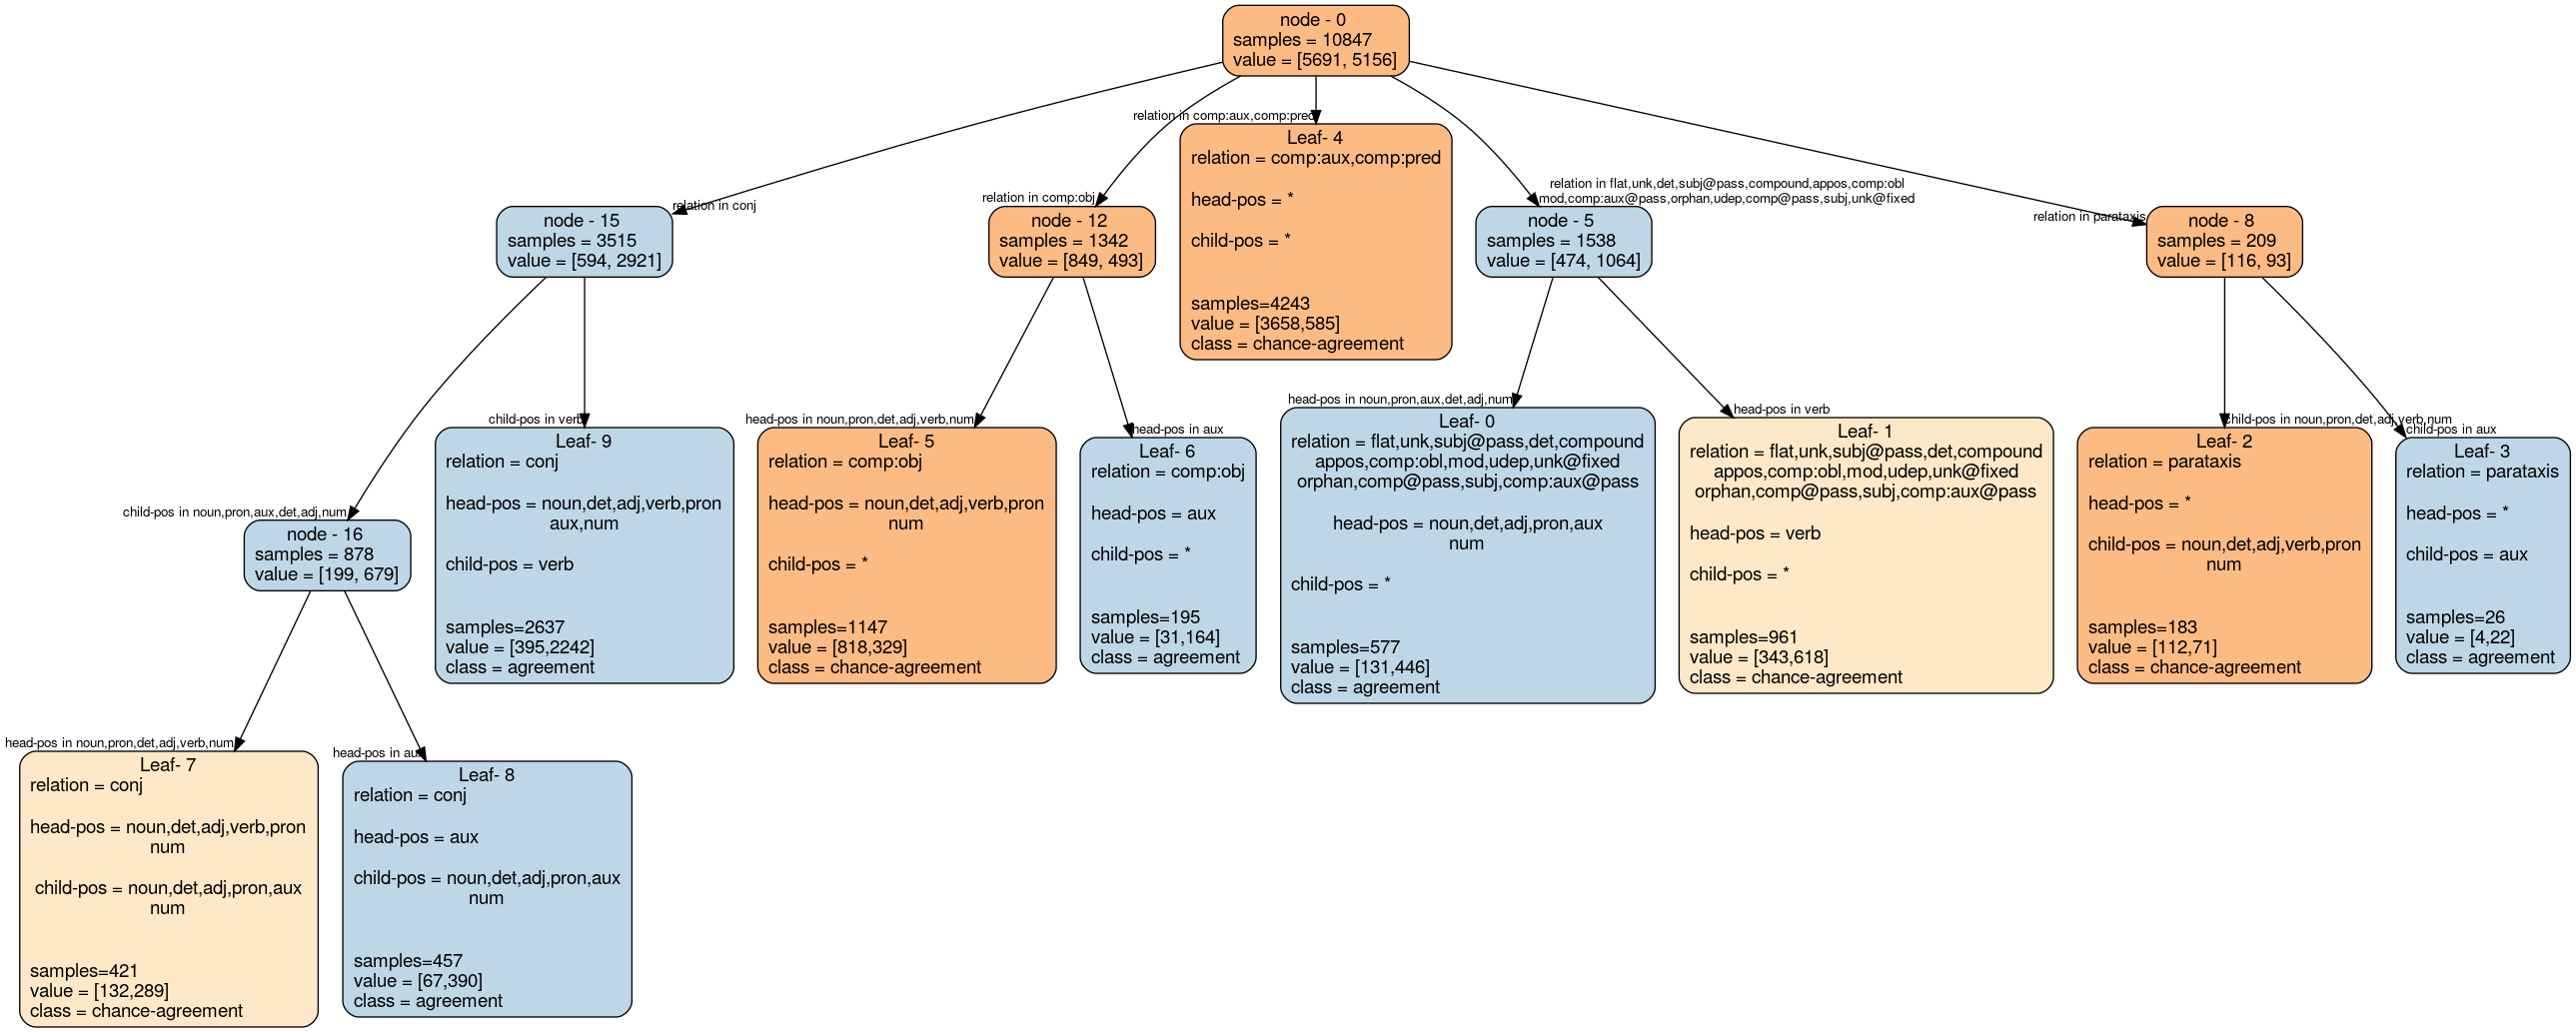 node - 0
samples = 10847
value = [5691, 5156]
relation in conj
relation in comp:obj
relation in comp:aux,comp:pred
relation in flat,unk,det,subj@pass,compound,appos,comp:obl
mod,comp:aux@pass,orphan,udep,comp@pass,subj,unk@fixed
relation in parataxis
node - 15
samples = 3515
value = [594, 2921]
node - 12
samples = 1342
value = [849, 493]
Leaf- 4
relation = comp:aux,comp:pred
head-pos = *
child-pos = *
samples=4243
value = [3658,585]
class = chance-agreement
node - 5
samples = 1538
value = [474, 1064]
node - 8
samples = 209
value = [116, 93]
child-pos in noun,pron,aux,det,adj,num
child-pos in verb
head-pos in noun,pron,det,adj,verb,num
head-pos in aux
head-pos in noun,pron,aux,det,adj,num
head-pos in verb
child-pos in noun,pron,det,adj,verb,num
child-pos in aux
node - 16
samples = 878
value = [199, 679]
Leaf- 9
relation = conj
head-pos = noun,det,adj,verb,pron
aux,num
child-pos = verb
samples=2637
value = [395,2242]
class = agreement
Leaf- 5
relation = comp:obj
head-pos = noun,det,adj,verb,pron
num
child-pos = *
samples=1147
value = [818,329]
class = chance-agreement
Leaf- 6
relation = comp:obj
head-pos = aux
child-pos = *
samples=195
value = [31,164]
class = agreement
Leaf- 0
relation = flat,unk,subj@pass,det,compound
appos,comp:obl,mod,udep,unk@fixed
orphan,comp@pass,subj,comp:aux@pass
head-pos = noun,det,adj,pron,aux
num
child-pos = *
samples=577
value = [131,446]
class = agreement
Leaf- 1
relation = flat,unk,subj@pass,det,compound
appos,comp:obl,mod,udep,unk@fixed
orphan,comp@pass,subj,comp:aux@pass
head-pos = verb
child-pos = *
samples=961
value = [343,618]
class = chance-agreement
Leaf- 2
relation = parataxis
head-pos = *
child-pos = noun,det,adj,verb,pron
num
samples=183
value = [112,71]
class = chance-agreement
Leaf- 3
relation = parataxis
head-pos = *
child-pos = aux
samples=26
value = [4,22]
class = agreement
head-pos in noun,pron,det,adj,verb,num
head-pos in aux
Leaf- 7
relation = conj
head-pos = noun,det,adj,verb,pron
num
child-pos = noun,det,adj,pron,aux
num
samples=421
value = [132,289]
class = chance-agreement
Leaf- 8
relation = conj
head-pos = aux
child-pos = noun,det,adj,pron,aux
num
samples=457
value = [67,390]
class = agreement